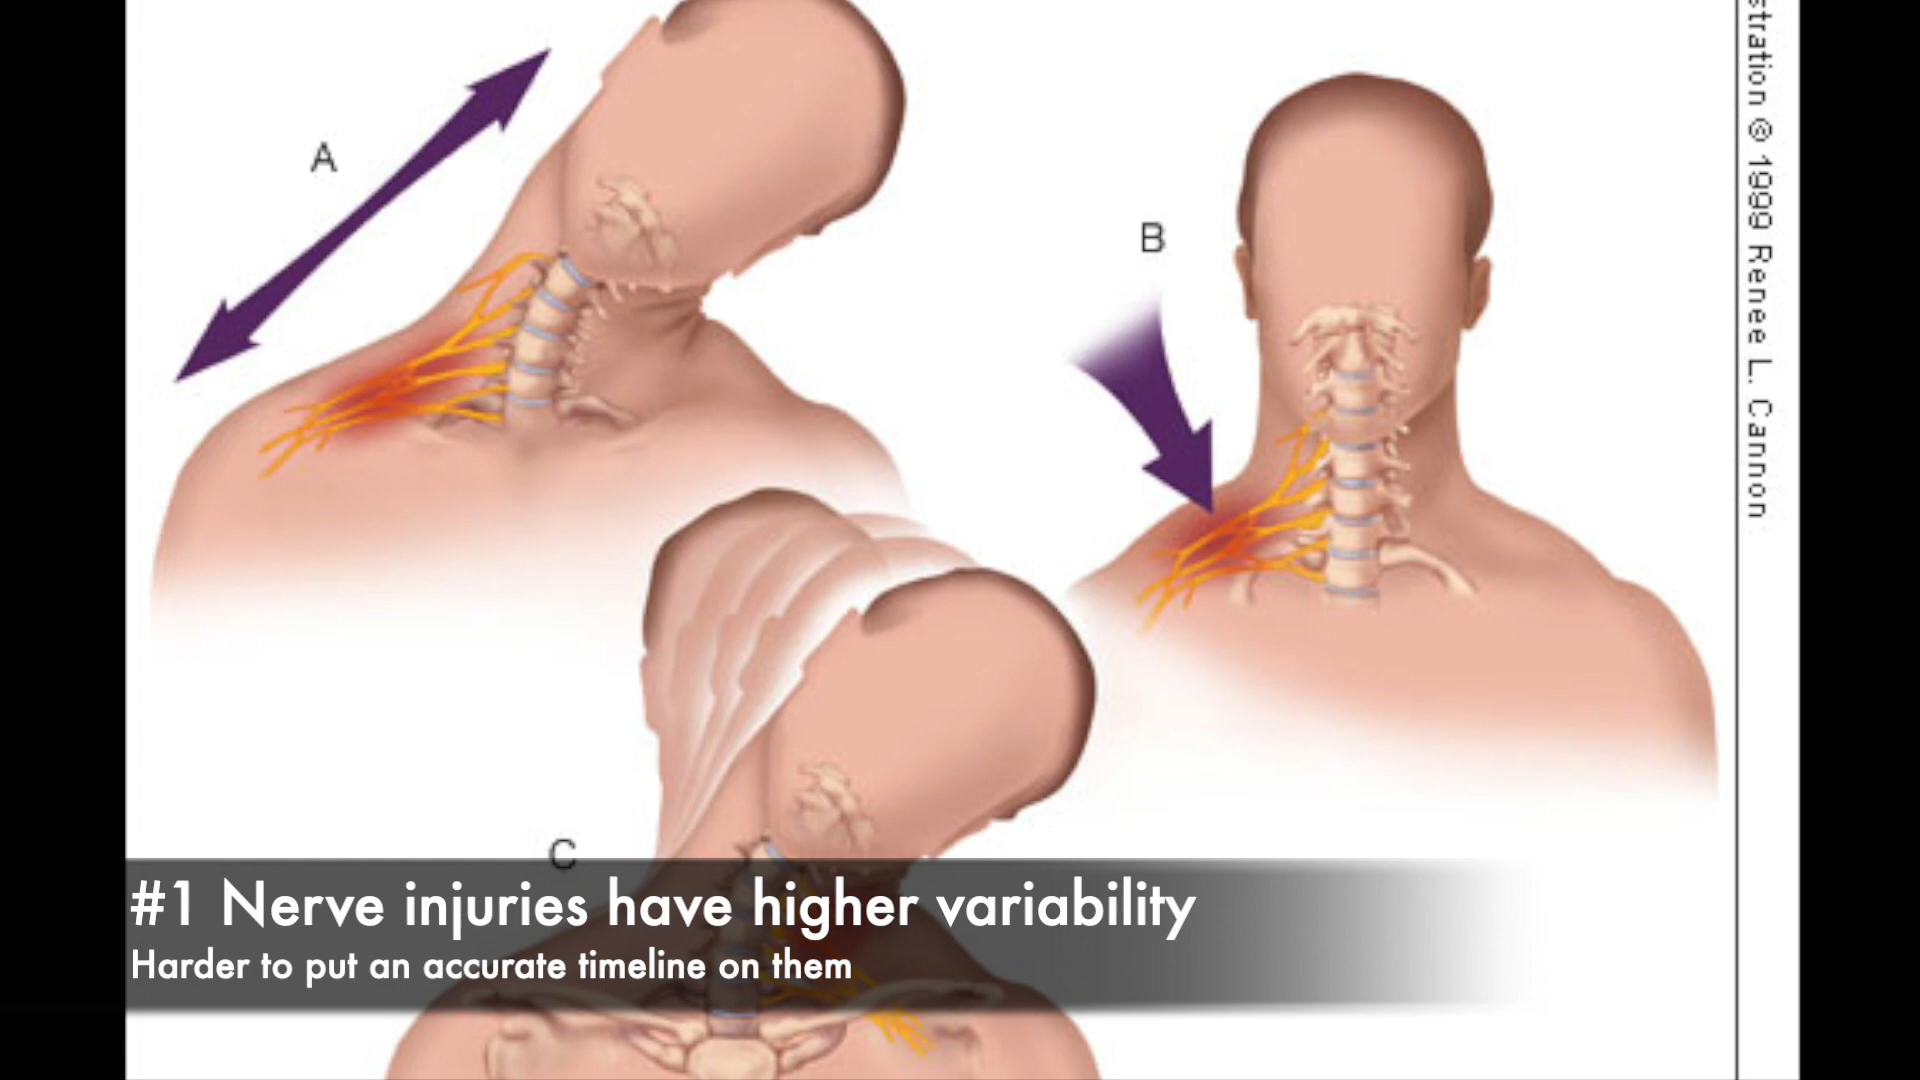 A
B
C
stration © 1999 Renee L. Cannon
#1 Nerve injuries have higher variability
Harder to put an accurate timeline on them